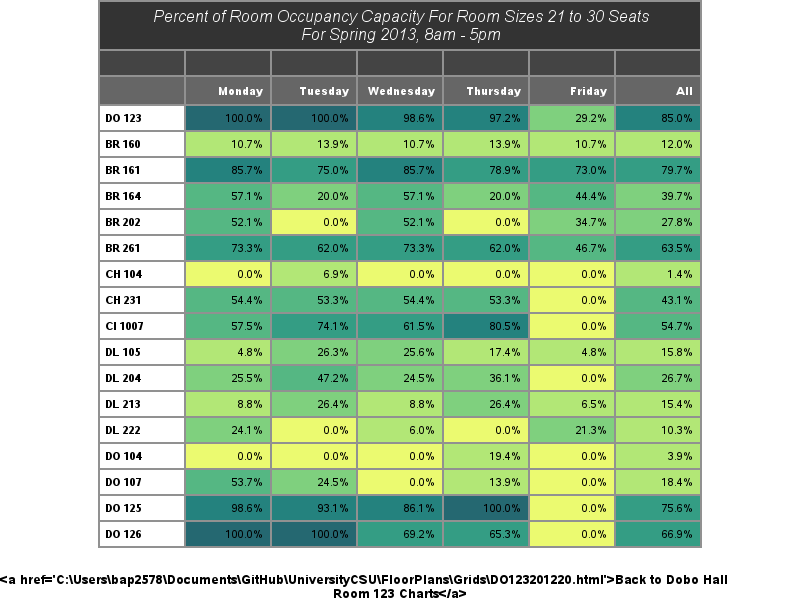 Percent of Room Occupancy Capacity For Room Sizes 21 to 30 Seats
For Spring 2013, 8am - 5pm
Monday Tuesday Wednesday Thursday Friday All
DO 123 100.0% 100.0% 98.6% 97.2% 29.2% 85.0%
BR 160 10.7% 13.9% 10.7% 13.9% 10.7% 12.0%
BR 161 85.7% 75.0% 85.7% 78.9% 73.0% 79.7%
BR 164 57.1% 20.0% 57.1% 20.0% 44.4% 39.7%
BR 202 52.1% 0.0% 52.1% 0.0% 34.7% 27.8%
BR 261 73.3% 62.0% 73.3% 62.0% 46.7% 63.5%
CH 104 0.0% 6.9% 0.0% 0.0% 0.0% 1.4%
CH 231 54.4% 53.3% 54.4% 53.3% 0.0% 43.1%
CI 1007 57.5% 74.1% 61.5% 80.5% 0.0% 54.7%
DL 105 4.8% 26.3% 25.6% 17.4% 4.8% 15.8%
DL 204 25.5% 47.2% 24.5% 36.1% 0.0% 26.7%
DL 213 8.8% 26.4% 8.8% 26.4% 6.5% 15.4%
DL 222 24.1% 0.0% 6.0% 0.0% 21.3% 10.3%
DO 104 0.0% 0.0% 0.0% 19.4% 0.0% 3.9%
DO 107 53.7% 24.5% 0.0% 13.9% 0.0% 18.4%
DO 125 98.6% 93.1% 86.1% 100.0% 0.0% 75.6%
DO 126 100.0% 100.0% 69.2% 65.3% 0.0% 66.9%
<a href='C:\Users\bap2578\Documents\GitHub\UniversityCSU\FloorPlans\Grids\DO123201220.html'>Back to Dobo Hall
Room 123 Charts</a>